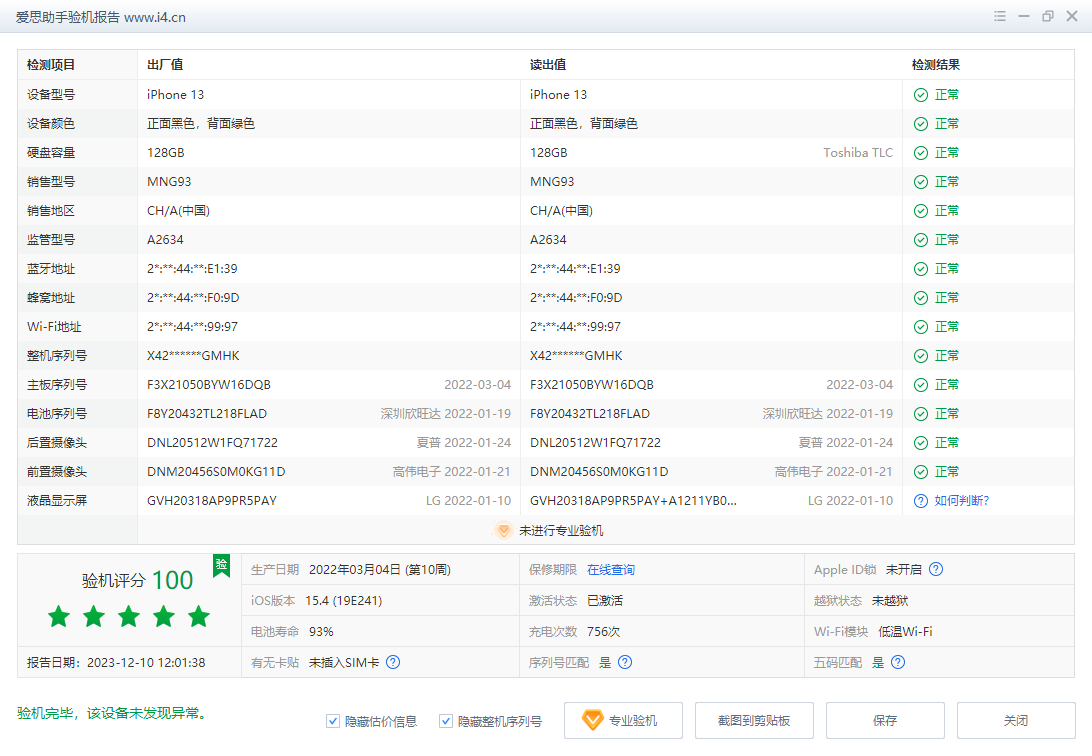 爱思助手验机报告 www.i4.cn
检测项目 出厂值 读出值 检测结果
设备型号 iPhone 13 iPhone 13 正常
设备颜色 正面黑色，背面绿色 正面黑色，背面绿色 正常
硬盘容量 128GB 128GB Toshiba TLC 正常
销售型号 MNG93 MNG93 正常
销售地区 CH/A(中国) CH/A(中国) 正常
监管型号 A2634 A2634 正常
蓝牙地址 2*:**:44:**:E1:39 2*:**:44:**:E1:39 正常
蜂窝地址 2*:**:44:**:F0:9D 2*:**:44:**:F0:9D 正常
Wi-Fi地址 2*:**:44:**:99:97 2*:**:44:**:99:97 正常
整机序列号 X42******GMHK X42******GMHK 正常
主板序列号 F3X21050BYW16DQB 2022-03-04 F3X21050BYW16DQB 2022-03-04 正常
电池序列号 F8Y20432TL218FLAD 深圳欣旺达 2022-01-19 F8Y20432TL218FLAD 深圳欣旺达 2022-01-19 正常
后置摄像头 DNL20512W1FQ71722 夏普 2022-01-24 DNL20512W1FQ71722 夏普 2022-01-24 正常
前置摄像头 DNM20456S0M0KG11D 高伟电子 2022-01-21 DNM20456S0M0KG11D 高伟电子 2022-01-21 正常
液晶显示屏 GVH20318AP9PR5PAY LG 2022-01-10 GVH20318AP9PR5PAY+A1211YB0... LG 2022-01-10 如何判断?
未进行专业验机
验机评分 100 验
生产日期 2022年03月04日 (第10周) 保修期限 在线查询 Apple ID锁 未开启
iOS版本 15.4 (19E241) 激活状态 已激活 越狱状态 未越狱
电池寿命 93% 充电次数 756次 Wi-Fi模块 低温Wi-Fi
报告日期：2023-12-10 12:01:38 有无卡贴 未插入SIM卡 序列号匹配 是 五码匹配 是
验机完毕，该设备未发现异常。
隐藏估价信息 隐藏整机序列号 专业验机 截图到剪贴板 保存 关闭